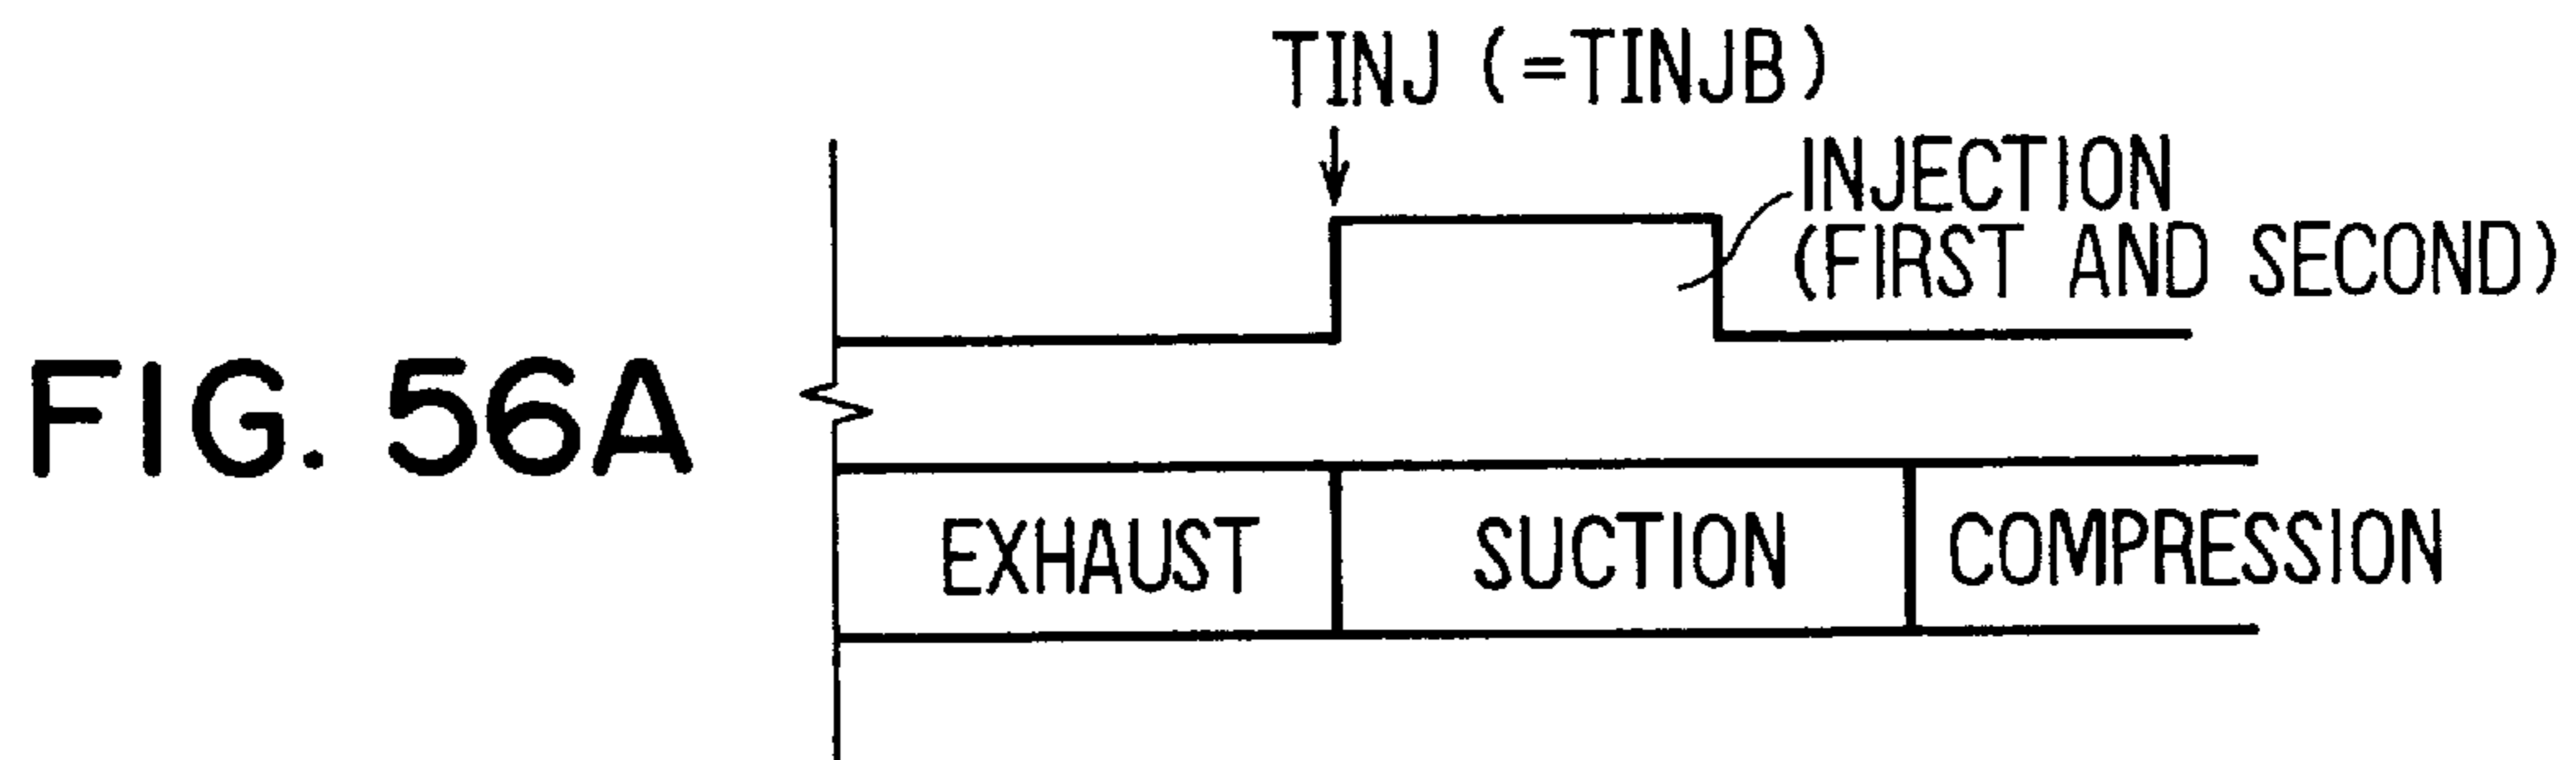 TINJ (=TINJB)
INJECTION
(FIRST AND SECOND)
FIG. 56A
EXHAUST
SUCTION
COMPRESSION